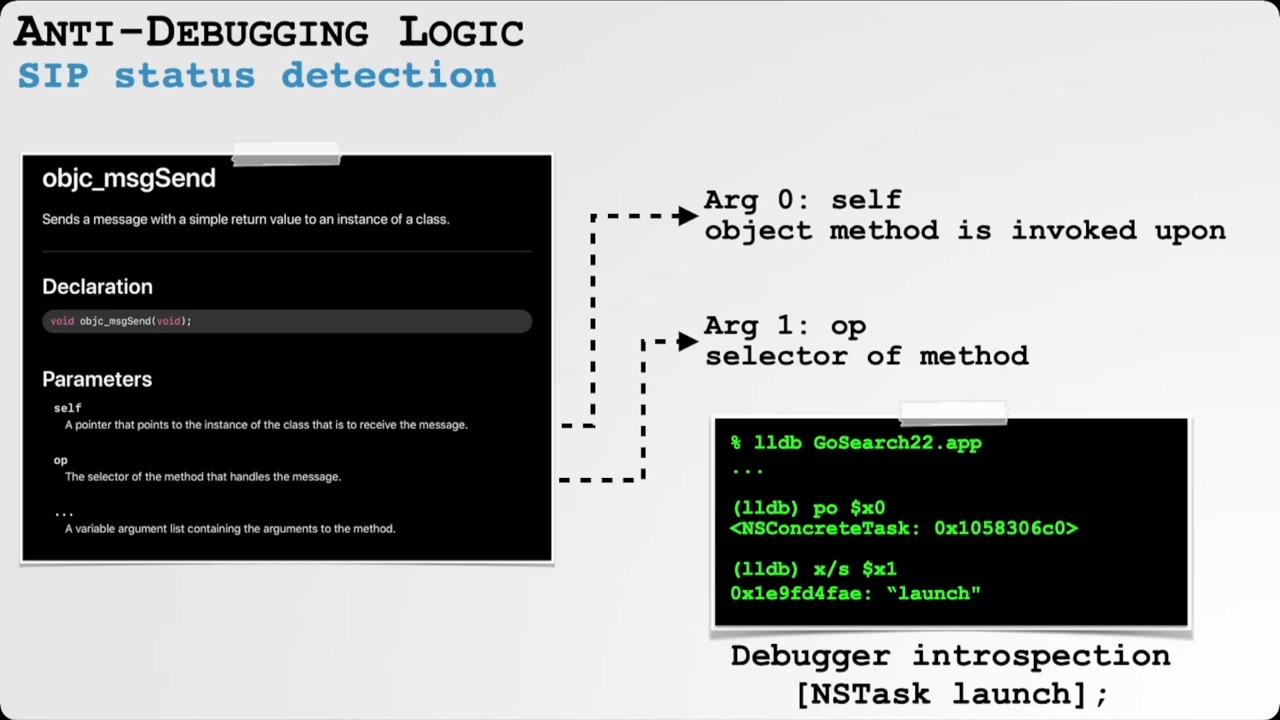 Anti-Debugging Logic
SIP status detection
objc_msgSend
Sends a message with a simple return value to an instance of a class.
Declaration
void objc_msgSend(void);
Parameters
self
A pointer that points to the instance of the class that is to receive the message.
op
The selector of the method that handles the message.
...
A variable argument list containing the arguments to the method.
Arg 0: self
object method is invoked upon
Arg 1: op
selector of method
% lldb GoSearch22.app
...
(lldb) po $x0
<NSConcreteTask: 0x1058306c0>
(lldb) x/s $x1
0x1e9fd4fae: “launch"
Debugger introspection
[NSTask launch];